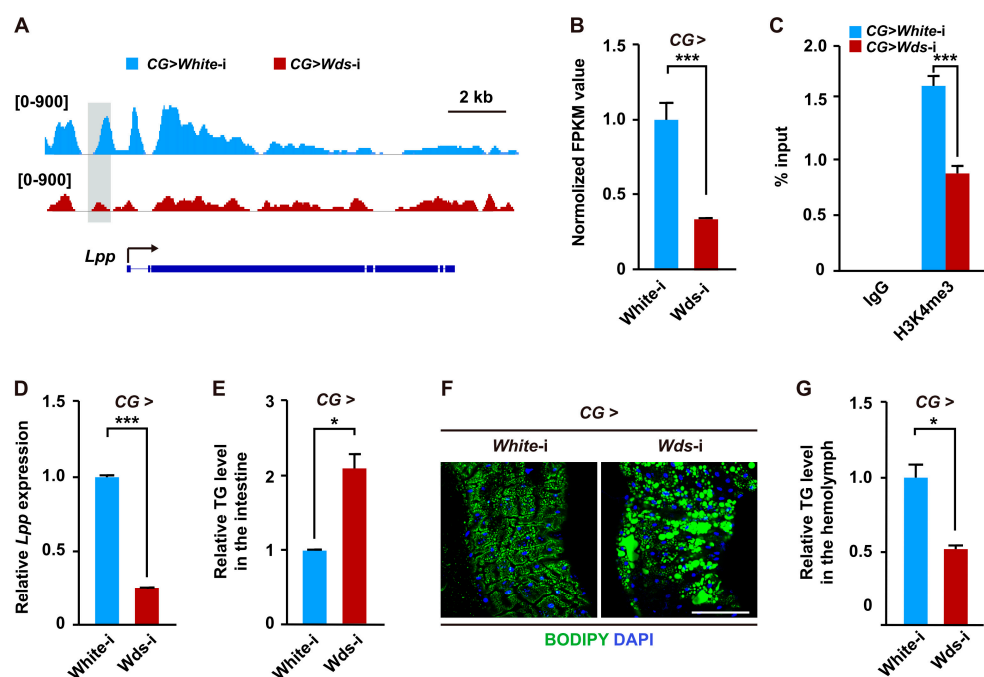 A
CG>White-i
CG>Wds-i
[0-900]
2 kb
[0-900]
Lpp
B
CG >
1.5
***
1.0
0.5
0
Normolized FPKM value
White-i
Wds-i
C
CG>White-i
CG>Wds-i
2.0
***
1.5
1.0
0.5
0
% input
IgG
H3K4me3
D
CG >
1.5
***
1.0
0.5
0
Relative Lpp expression
White-i
Wds-i
E
CG >
3
*
2
1
0
Relative TG level
in the intestine
White-i
Wds-i
F
CG >
White-i
Wds-i
BODIPY DAPI
G
CG >
1.5
*
1.0
0.5
0
Relative TG level
in the hemolymph
White-i
Wds-i